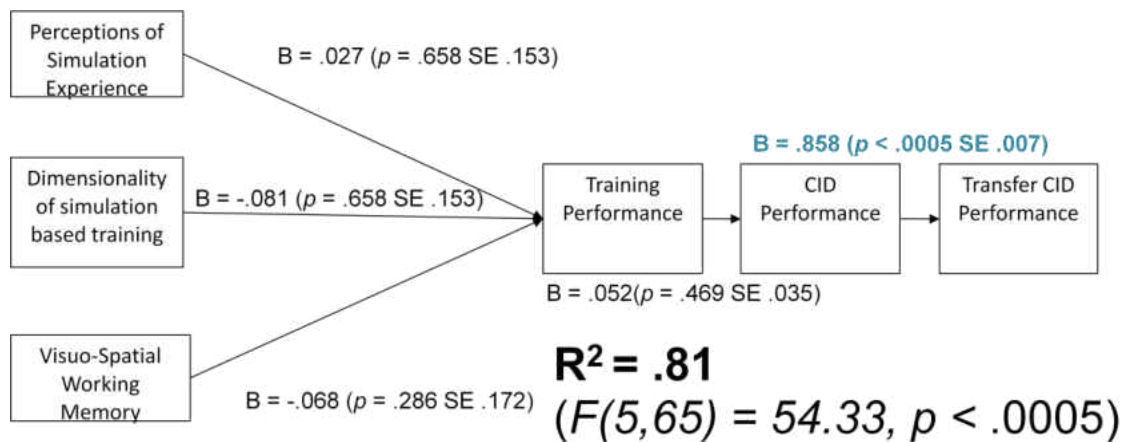 Perceptions of
Simulation
Experience
B = .027 (p = .658 SE .153)
B = .858 (p < .0005 SE .007)
Dimensionality
of simulation
based training
B = -.081 (p = .658 SE .153)
Training
Performance
CID
Performance
Transfer CID
Performance
B = .052(p = .469 SE .035)
Visuo-Spatial
Working
Memory
B = -.068 (p = .286 SE .172)
R² = .81
(F(5,65) = 54.33, p < .0005)